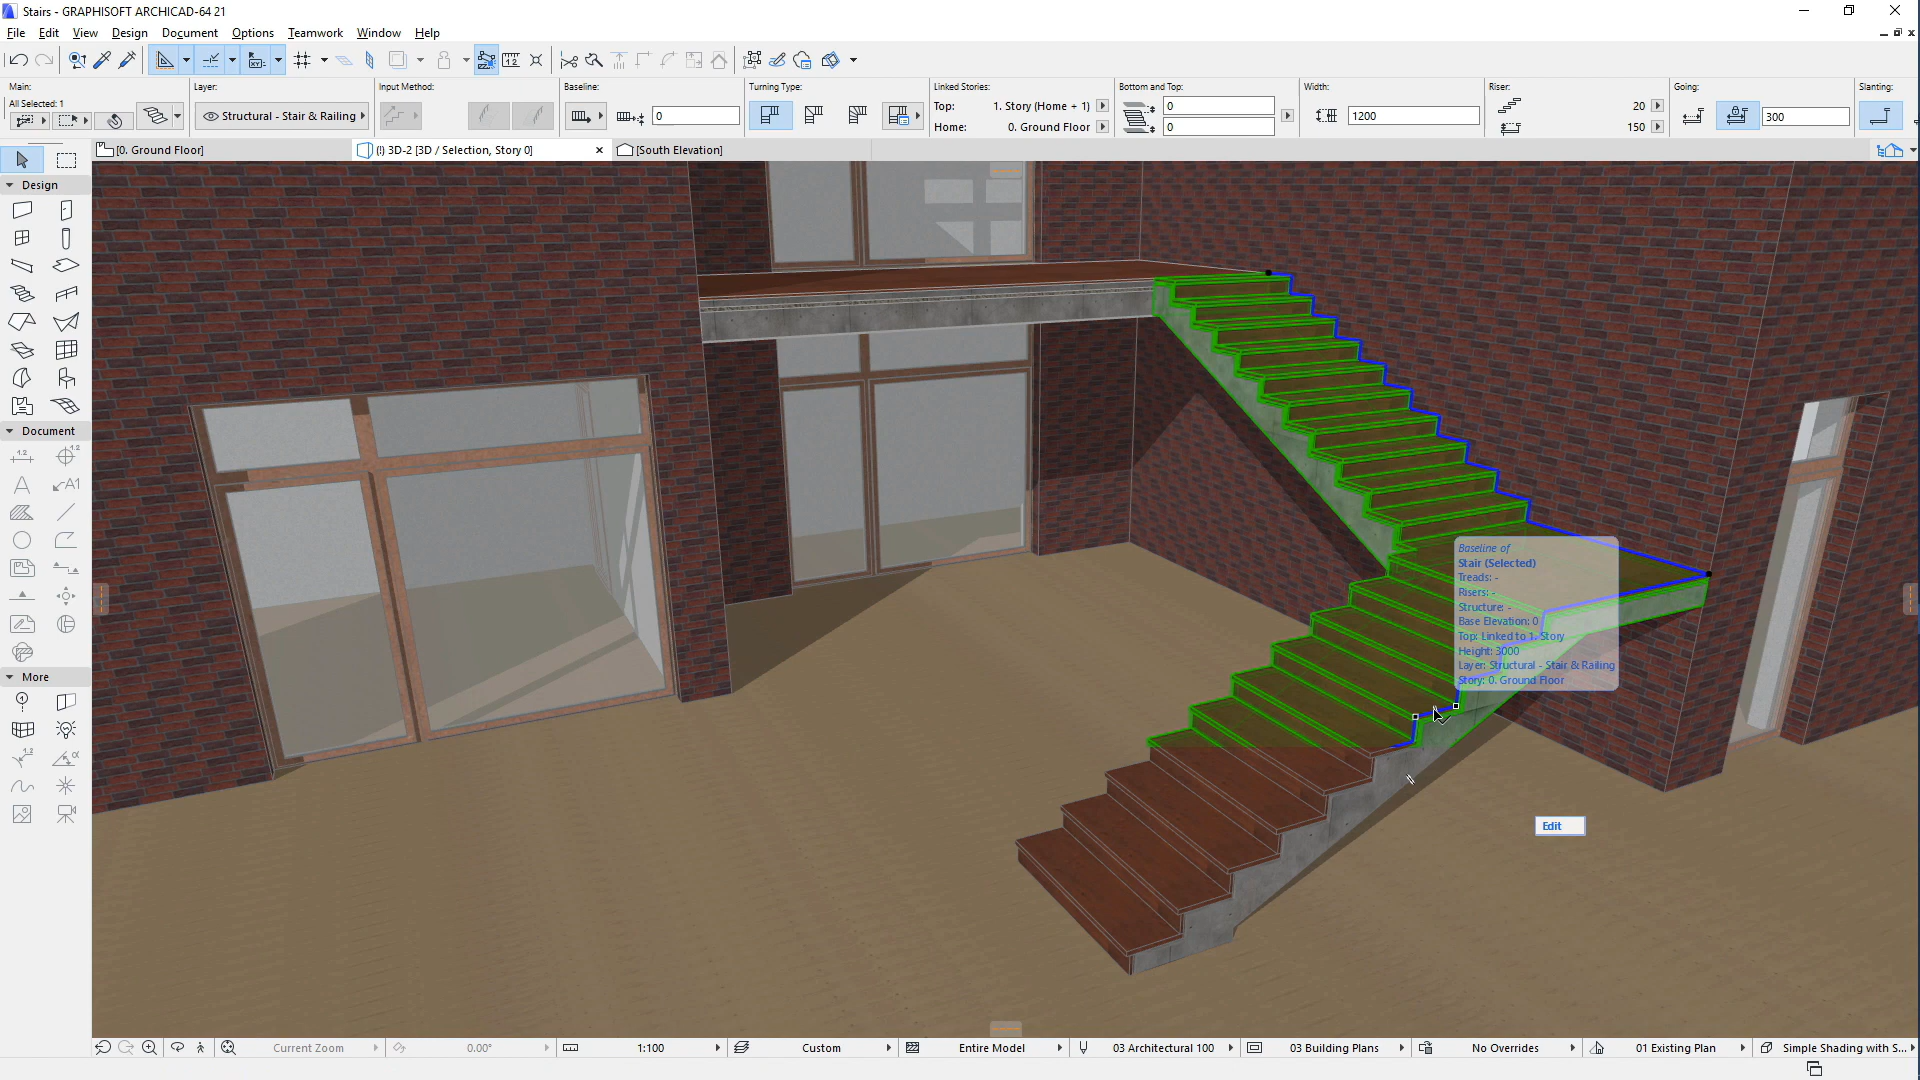 Stairs - GRAPHISOFT ARCHICAD-64 21
File Edit View Design Document Options Teamwork Window Help
Main:
All Selected: 1
Layer:
Structural - Stair & Railing
Input Method:
Baseline:
0
Turning Type:
Linked Stories:
Top: 1. Story (Home + 1)
Home: 0. Ground Floor
Bottom and Top:
0
0
Width:
1200
Riser:
20
150
Going:
300
Slanting:
[0. Ground Floor]
(!) 3D-2 [3D / Selection, Story 0]
[South Elevation]
Design
Document
More
Baseline of
Stair (Selected)
Treads: -
Risers: -
Structure: -
Base Elevation: 0
Top: Linked to 1. Story
Height: 3000
Layer: Structural - Stair & Railing
Story: 0. Ground Floor
Edit
Current Zoom
0.00°
1:100
Custom
Entire Model
03 Architectural 100
03 Building Plans
No Overrides
01 Existing Plan
Simple Shading with S...